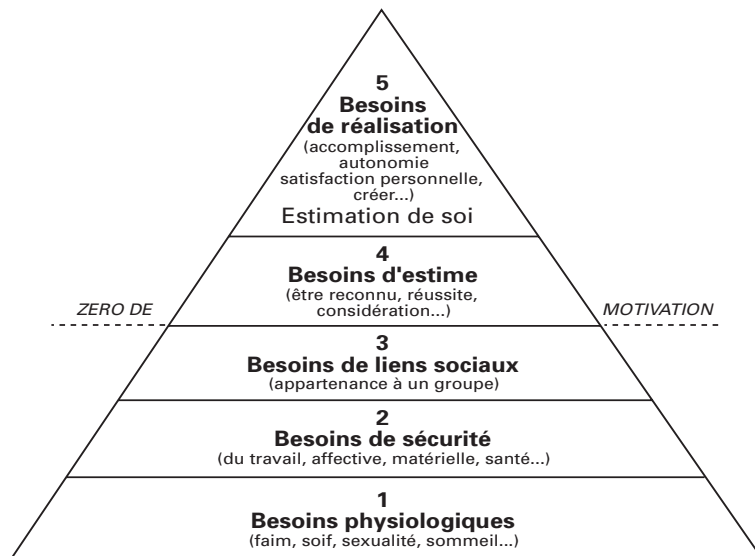 5
Besoins
de réalisation
(accomplissement,
autonomie
satisfaction personnelle,
créer...)
Estimation de soi
4
Besoins d'estime
(être reconnu, réussite,
considération...)
ZERO DE
MOTIVATION
3
Besoins de liens sociaux
(appartenance à un groupe)
2
Besoins de sécurité
(du travail, affective, matérielle, santé...)
1
Besoins physiologiques
(faim, soif, sexualité, sommeil...)